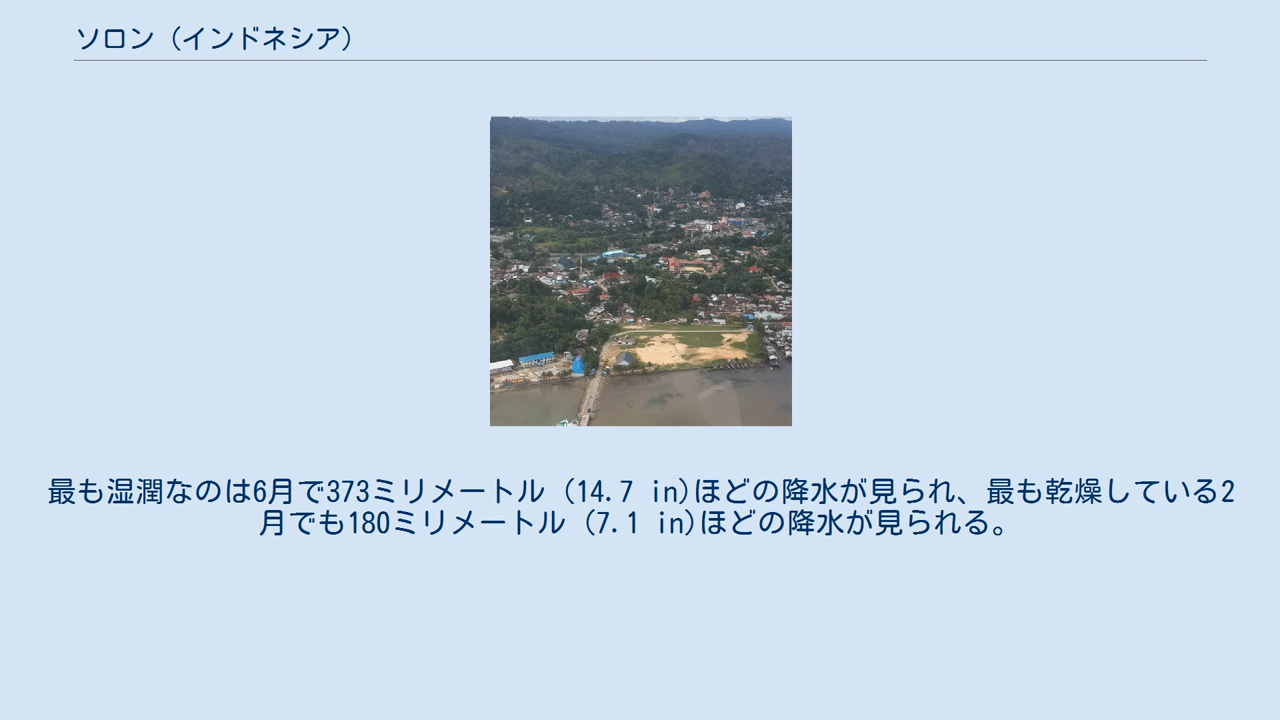 ソロン（インドネシア）
最も湿潤なのは6月で373ミリメートル (14.7 in)ほどの降水が見られ、最も乾燥している2
月でも180ミリメートル (7.1 in)ほどの降水が見られる。